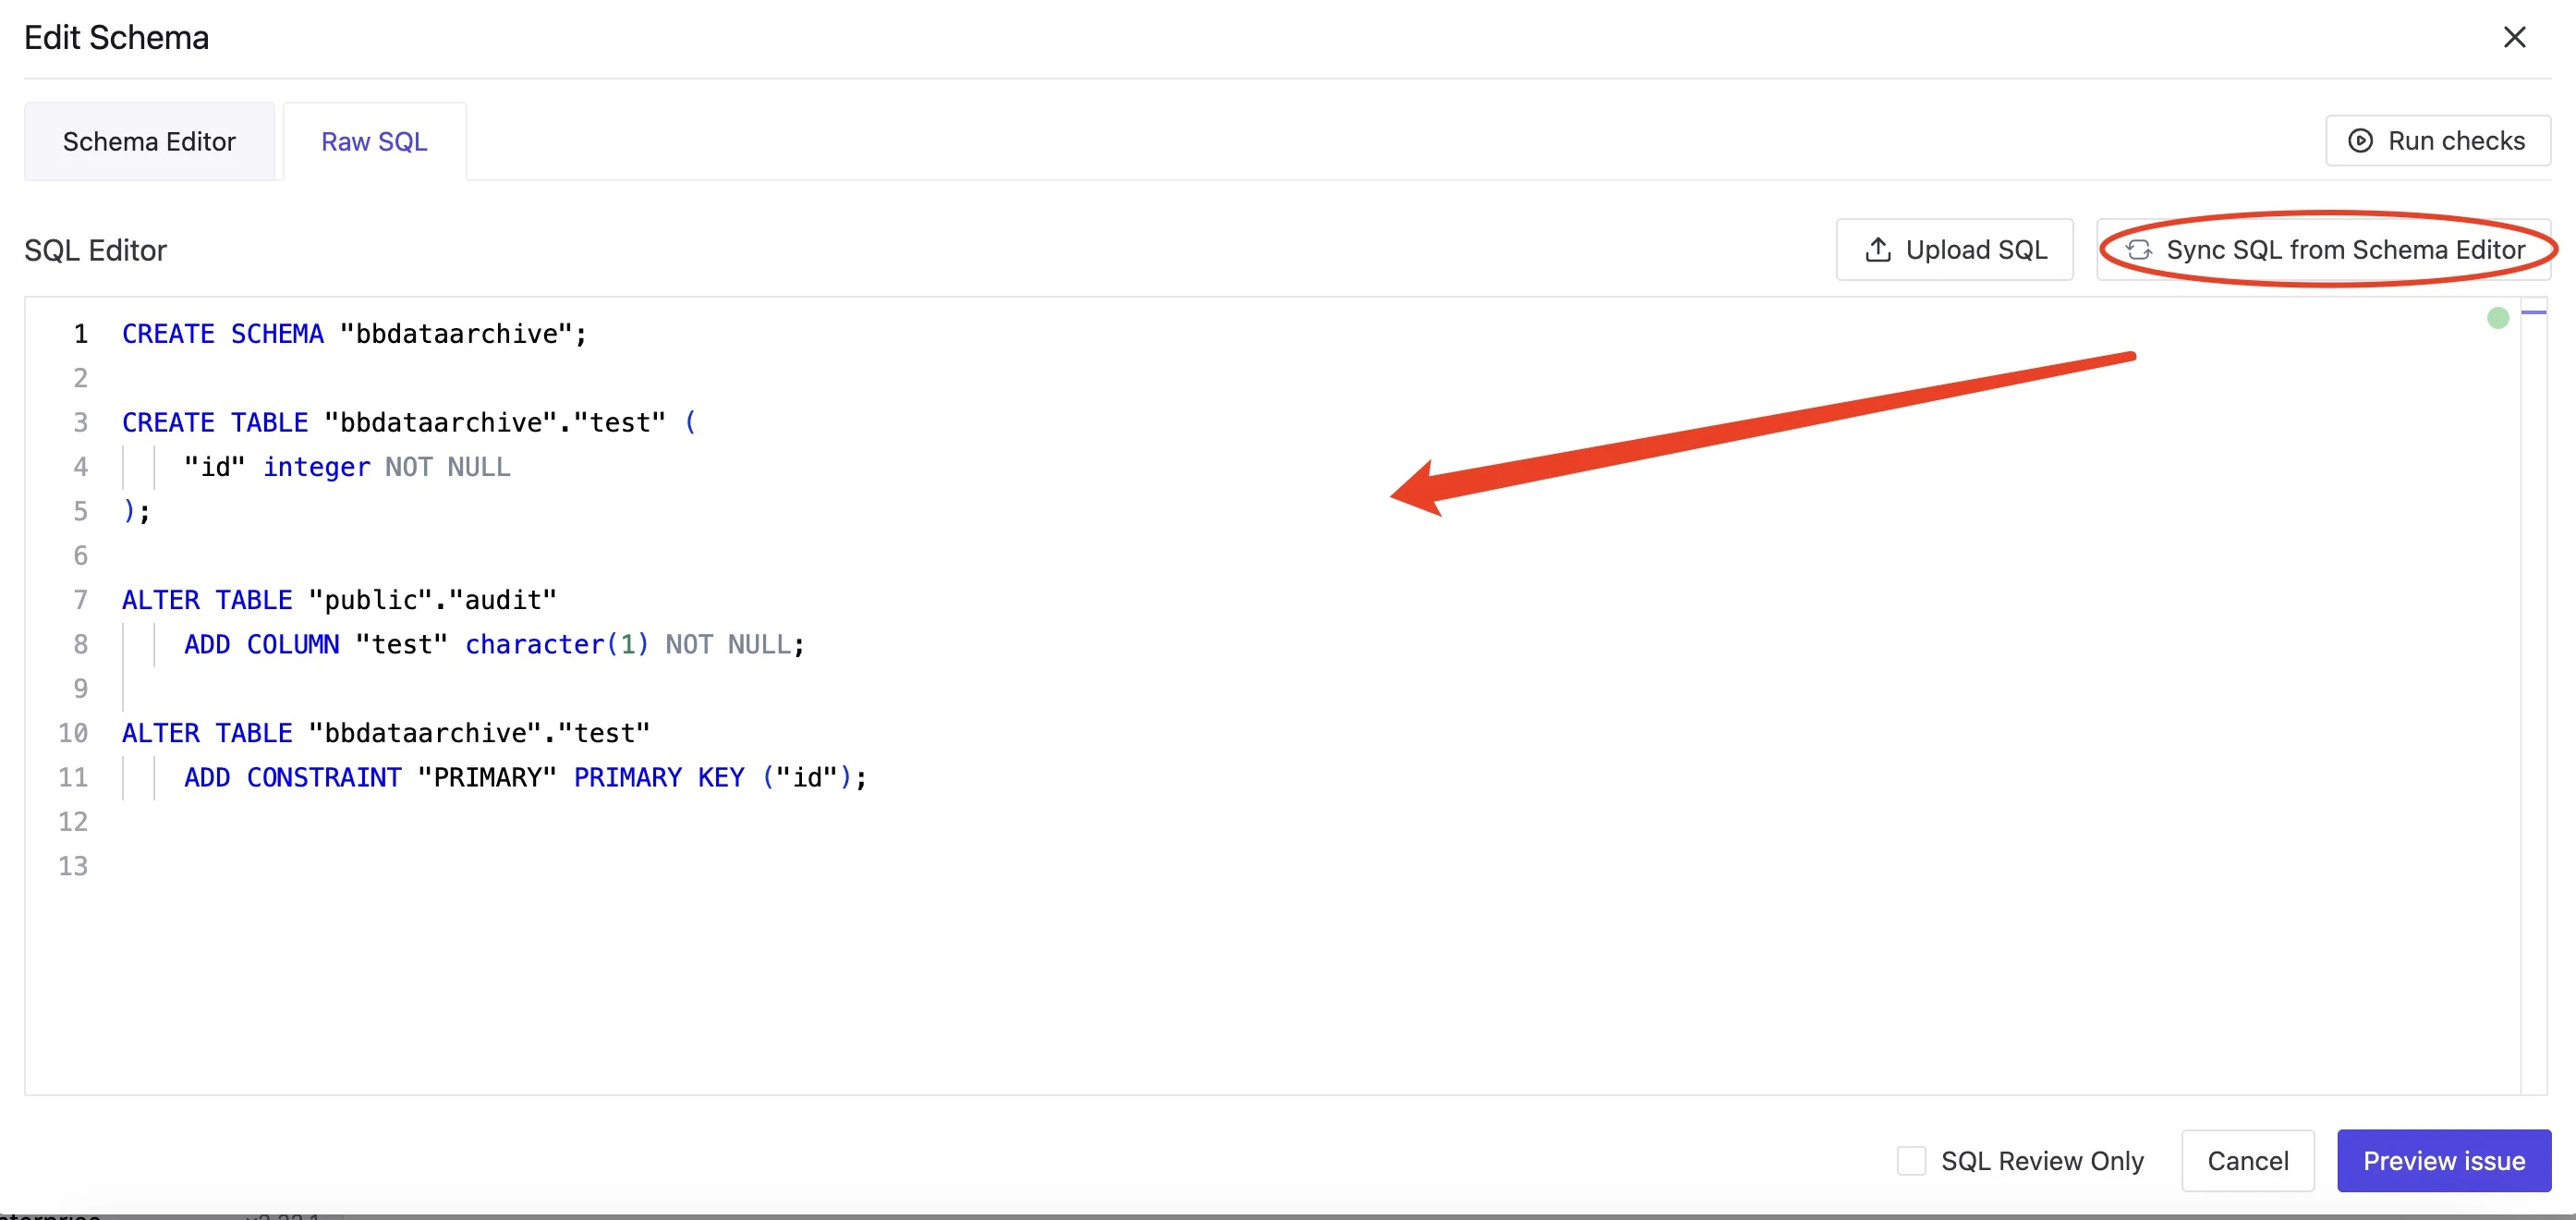 Edit Schema
Schema Editor
Raw SQL
Run checks
SQL Editor
Upload SQL
Sync SQL from Schema Editor
1 CREATE SCHEMA "bbdataarchive";
2
3 CREATE TABLE "bbdataarchive"."test" (
4 "id" integer NOT NULL
5 );
6
7 ALTER TABLE "public"."audit"
8 ADD COLUMN "test" character(1) NOT NULL;
9
10 ALTER TABLE "bbdataarchive"."test"
11 ADD CONSTRAINT "PRIMARY" PRIMARY KEY ("id");
12
13
SQL Review Only
Cancel
Preview issue